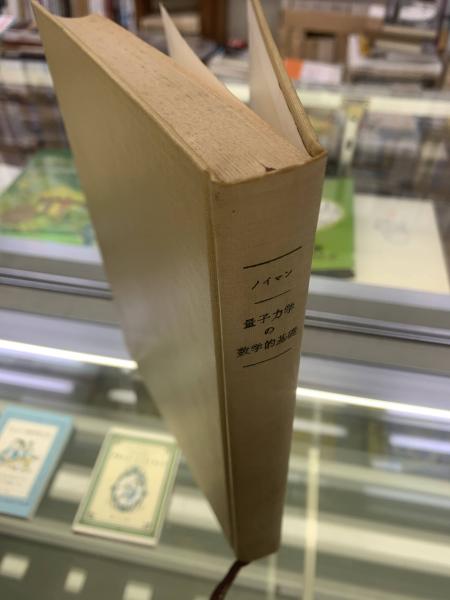 ノイマン
量子力学
の
数学的基礎